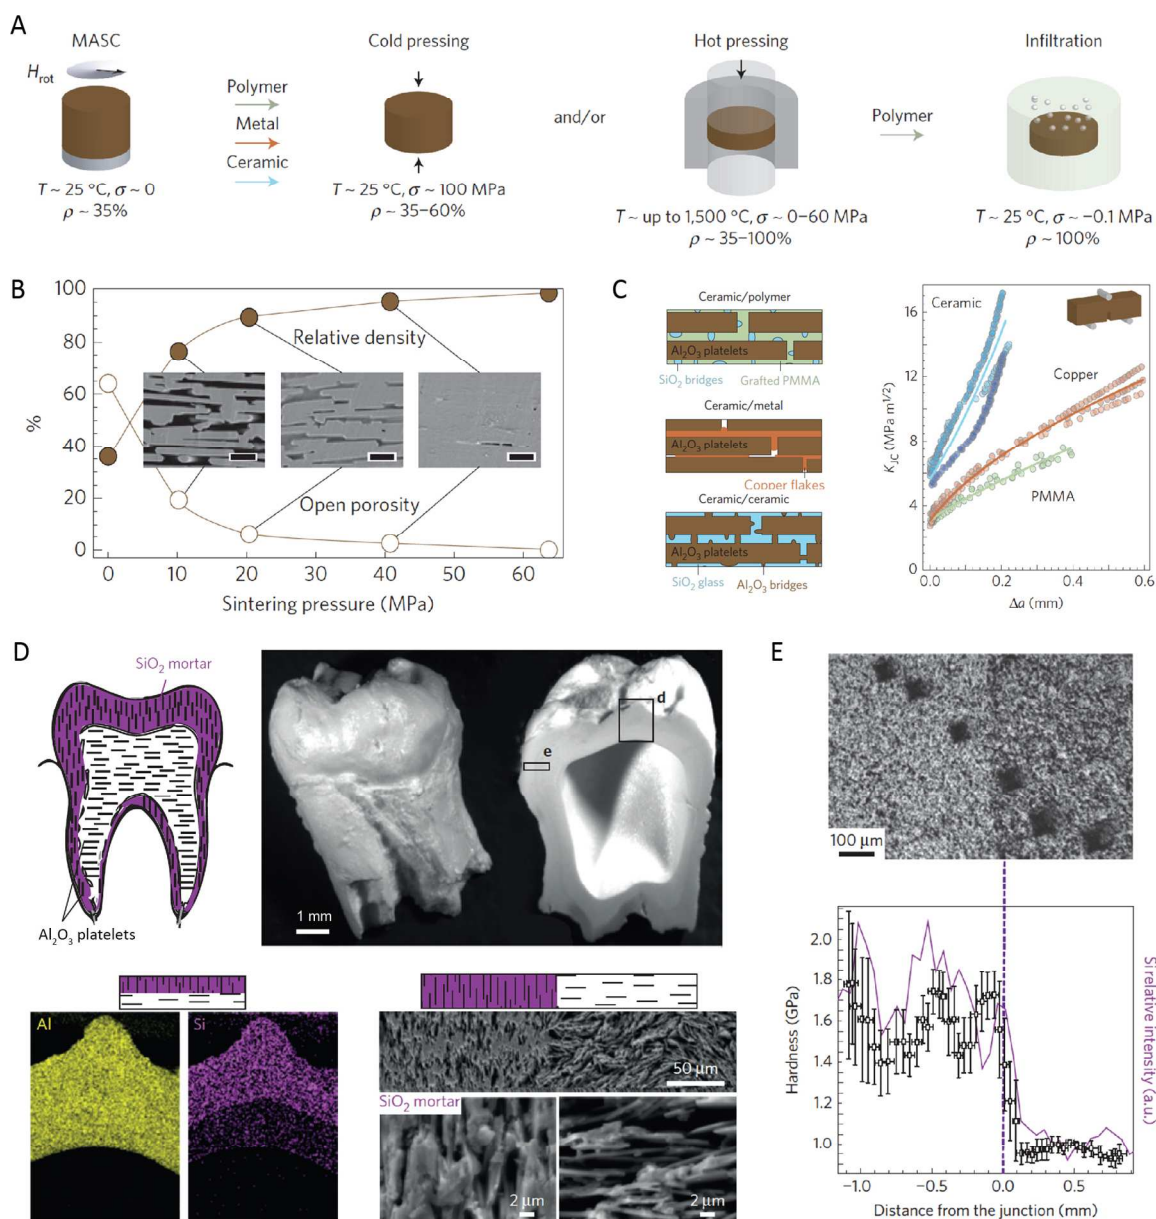 A
MASC
Cold pressing
Hot pressing
Infiltration
H_rot
Polymer
Metal
Ceramic
and/or
Polymer
T ~ 25 °C, σ ~ 0
ρ ~ 35%
T ~ 25 °C, σ ~ 100 MPa
ρ ~ 35–60%
T ~ up to 1,500 °C, σ ~ 0–60 MPa
ρ ~ 35–100%
T ~ 25 °C, σ ~ −0.1 MPa
ρ ~ 100%
B
100
80
60
40
20
0
%
Relative density
Open porosity
0 10 20 30 40 50 60
Sintering pressure (MPa)
C
Ceramic/polymer
Al₂O₃ platelets
SiO₂ bridges
Grafted PMMA
Ceramic/metal
Al₂O₃ platelets
Copper flakes
Ceramic/ceramic
Al₂O₃ platelets
SiO₂ glass
Al₂O₃ bridges
16
12
8
4
0
K_JC (MPa m^1/2)
Ceramic
Copper
PMMA
0.0 0.2 0.4 0.6
Δa (mm)
D
SiO₂ mortar
Al₂O₃ platelets
d
e
1 mm
Al
Si
50 μm
SiO₂ mortar
2 μm
2 μm
E
100 μm
2.0
1.8
1.6
1.4
1.2
1.0
Hardness (GPa)
Si relative
intensity (a.u.)
−1.0 −0.5 0.0 0.5
Distance from the junction (mm)